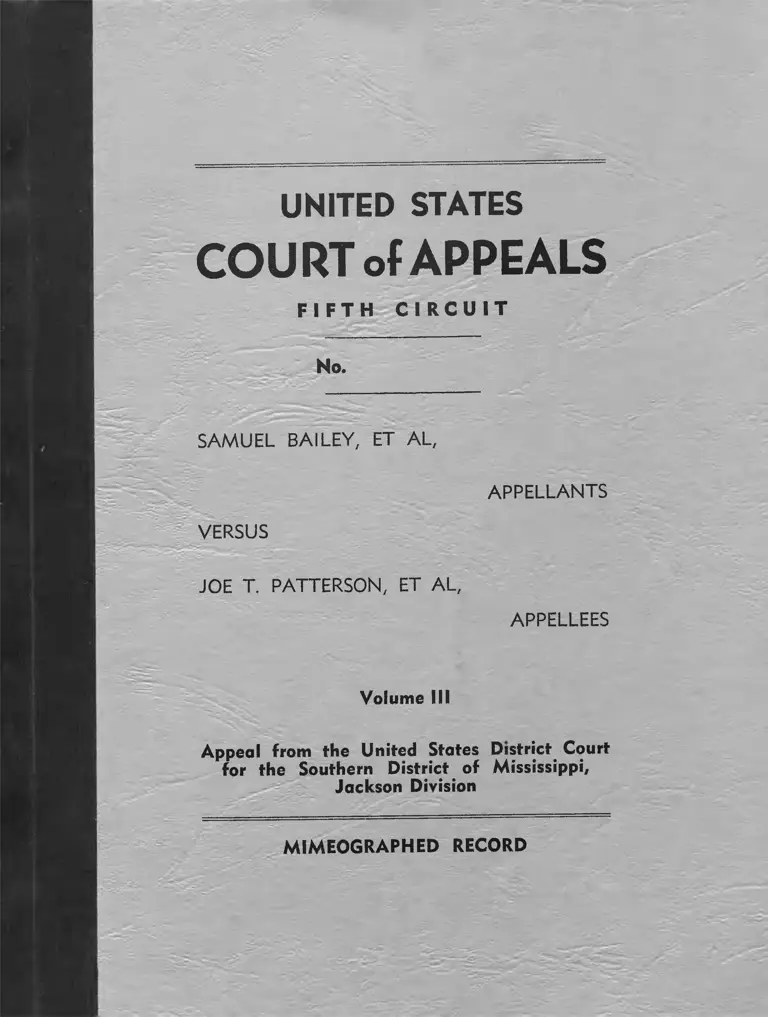 UNITED STATES
COURT of APPEALS
FIFTH CIRCUIT
No.
SAMUEL BAILEY, ET AL,
APPELLANTS
VERSUS
JOE T. PATTERSON, ET AL,
APPELLEES
Volume III
Appeal from the United States District Court
for the Southern District of Mississippi,
Jackson Division
MIMEOGRAPHED RECORD